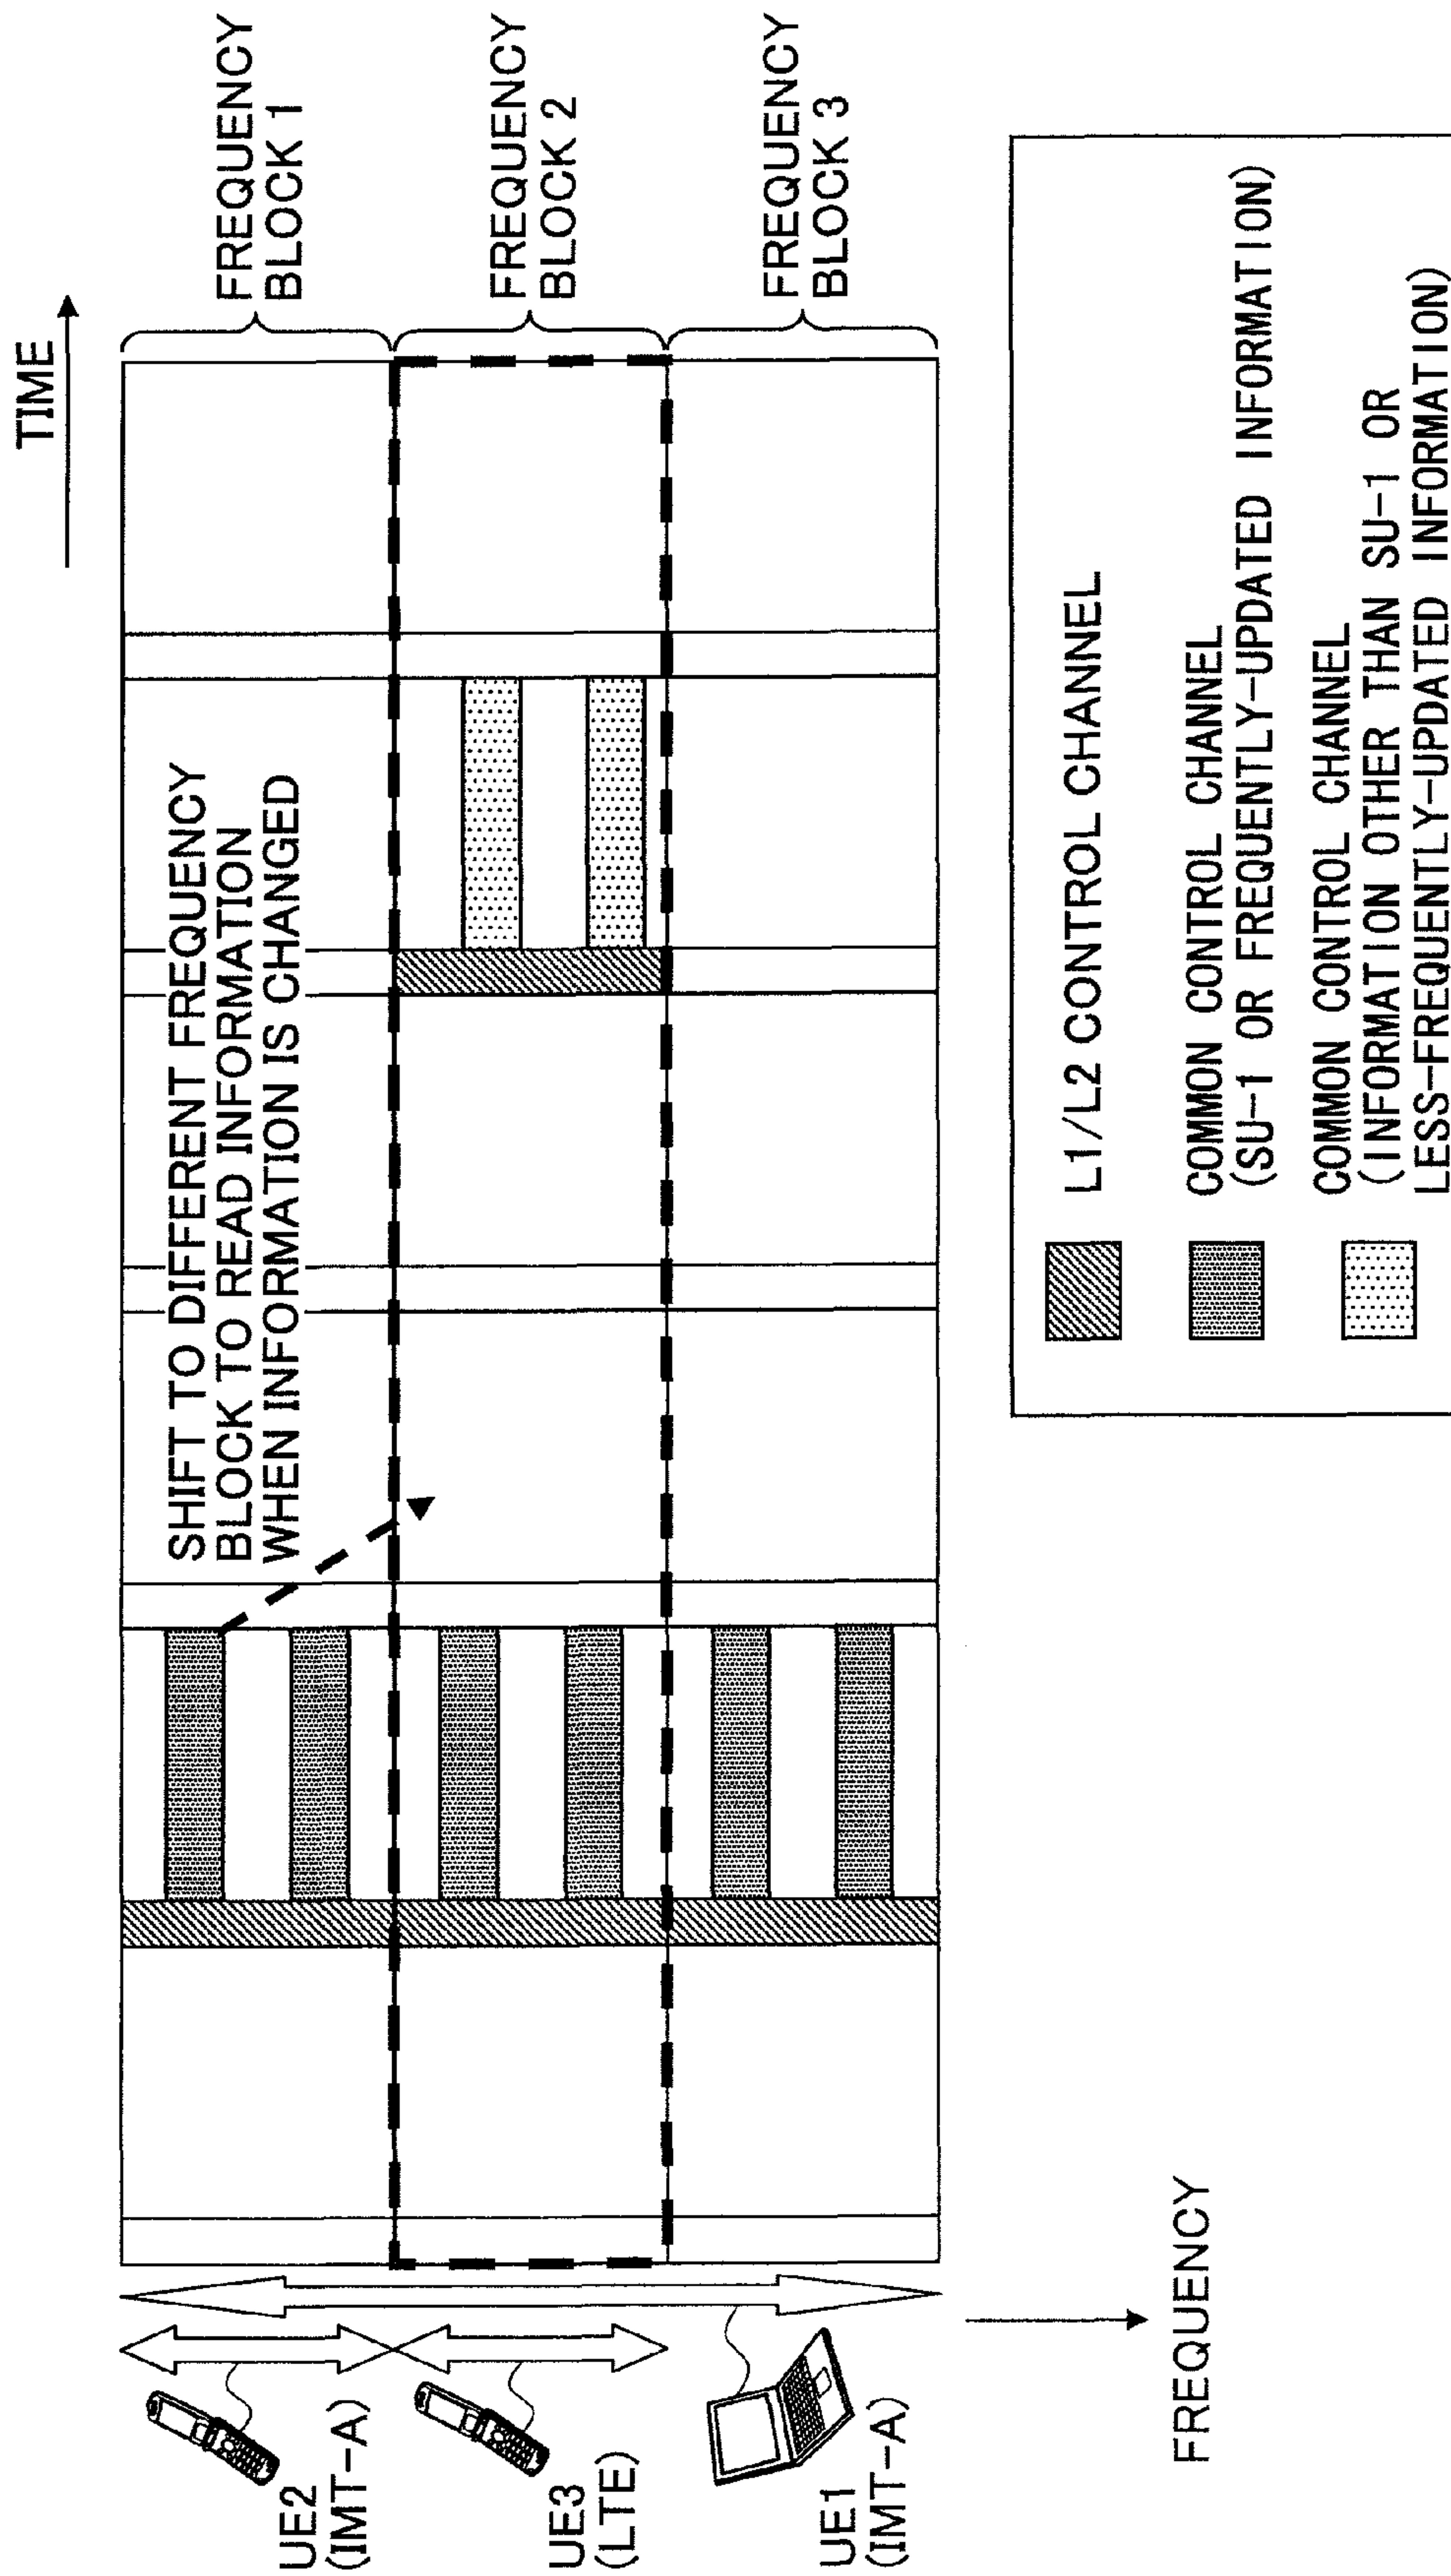 TIME
FREQUENCY
BLOCK 1
FREQUENCY
BLOCK 2
FREQUENCY
BLOCK 3
SHIFT TO DIFFERENT FREQUENCY
BLOCK TO READ INFORMATION
WHEN INFORMATION IS CHANGED
UE2
(IMT-A)
UE3
(LTE)
UE1
(IMT-A)
FREQUENCY
L1/L2 CONTROL CHANNEL
COMMON CONTROL CHANNEL
(SU-1 OR FREQUENTLY-UPDATED INFORMATION)
COMMON CONTROL CHANNEL
(INFORMATION OTHER THAN SU-1 OR
LESS-FREQUENTLY-UPDATED INFORMATION)